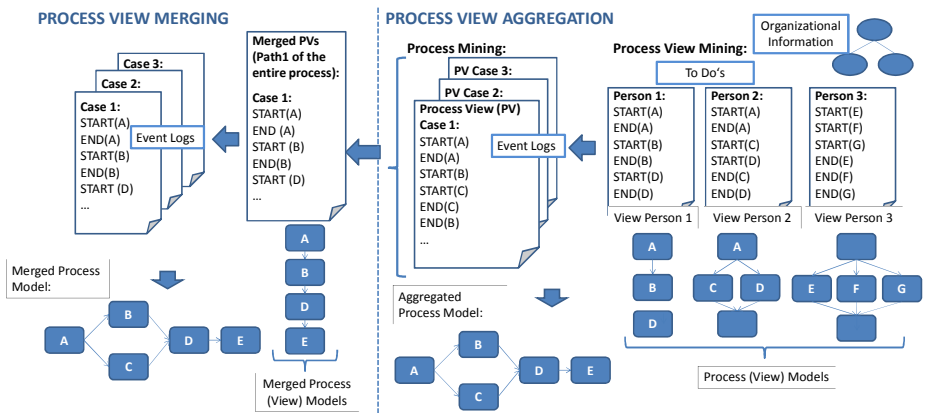 PROCESS VIEW MERGING
Case 3:
Case 2:
Case 1:
START(A)
END(A)
START(B)
END(B)
START (D)
...
Event Logs
Merged PVs
(Path1 of the
entire process):
Case 1:
START(A)
END (A)
START (B)
END(B)
START (D)
...
Merged Process
Model:
A
B
C
D
E
A
B
D
E
Merged Process
(View) Models
PROCESS VIEW AGGREGATION
Process Mining:
PV Case 3:
PV Case 2:
Process View (PV)
Case 1:
START(A)
END(A)
START(B)
START(C)
END(C)
END(B)
...
Event Logs
Aggregated
Process Model:
A
B
C
D
E
Process View Mining:
Organizational
Information
To Do's
Person 1:
START(A)
END(A)
START(B)
END(B)
START(D)
END(D)
View Person 1
Person 2:
START(A)
END(A)
START(C)
START(D)
END(C)
END(D)
View Person 2
Person 3:
START(E)
START(F)
START(G)
END(E)
END(F)
END(G)
View Person 3
A
B
D
A
C D
E F G
Process (View) Models